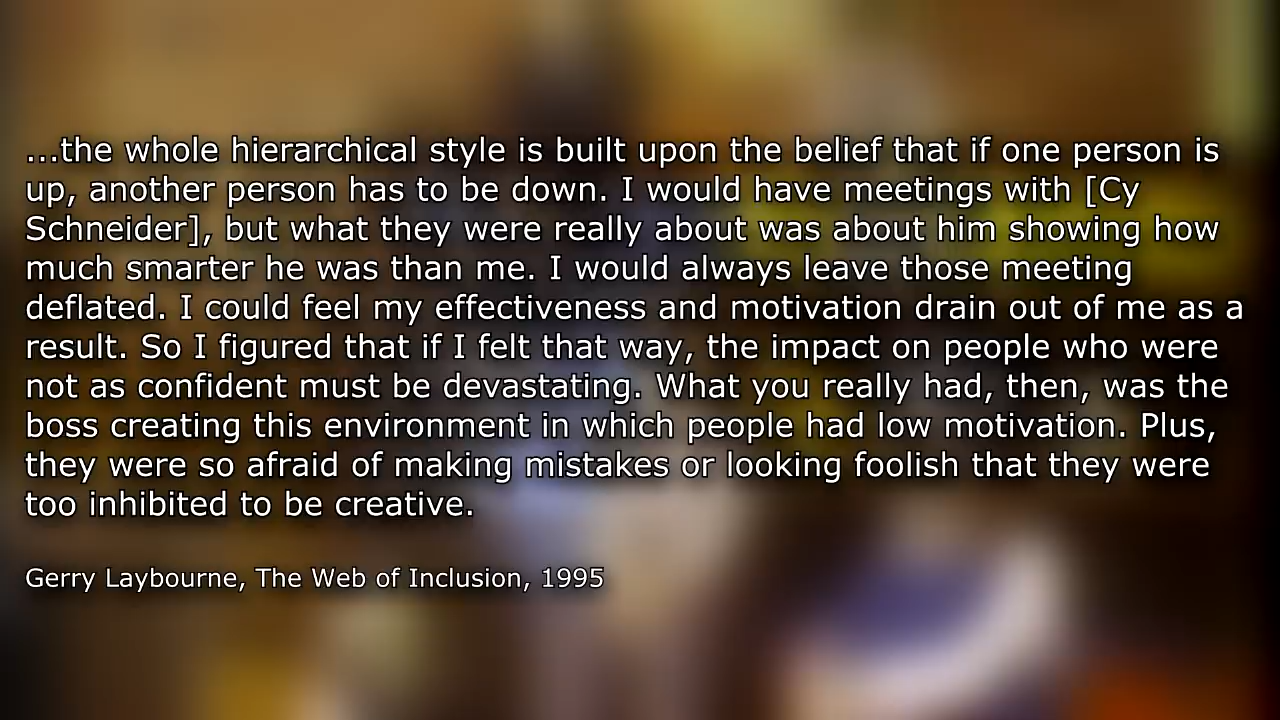 ...the whole hierarchical style is built upon the belief that if one person is
up, another person has to be down. I would have meetings with [Cy
Schneider], but what they were really about was about him showing how
much smarter he was than me. I would always leave those meeting
deflated. I could feel my effectiveness and motivation drain out of me as a
result. So I figured that if I felt that way, the impact on people who were
not as confident must be devastating. What you really had, then, was the
boss creating this environment in which people had low motivation. Plus,
they were so afraid of making mistakes or looking foolish that they were
too inhibited to be creative.
Gerry Laybourne, The Web of Inclusion, 1995